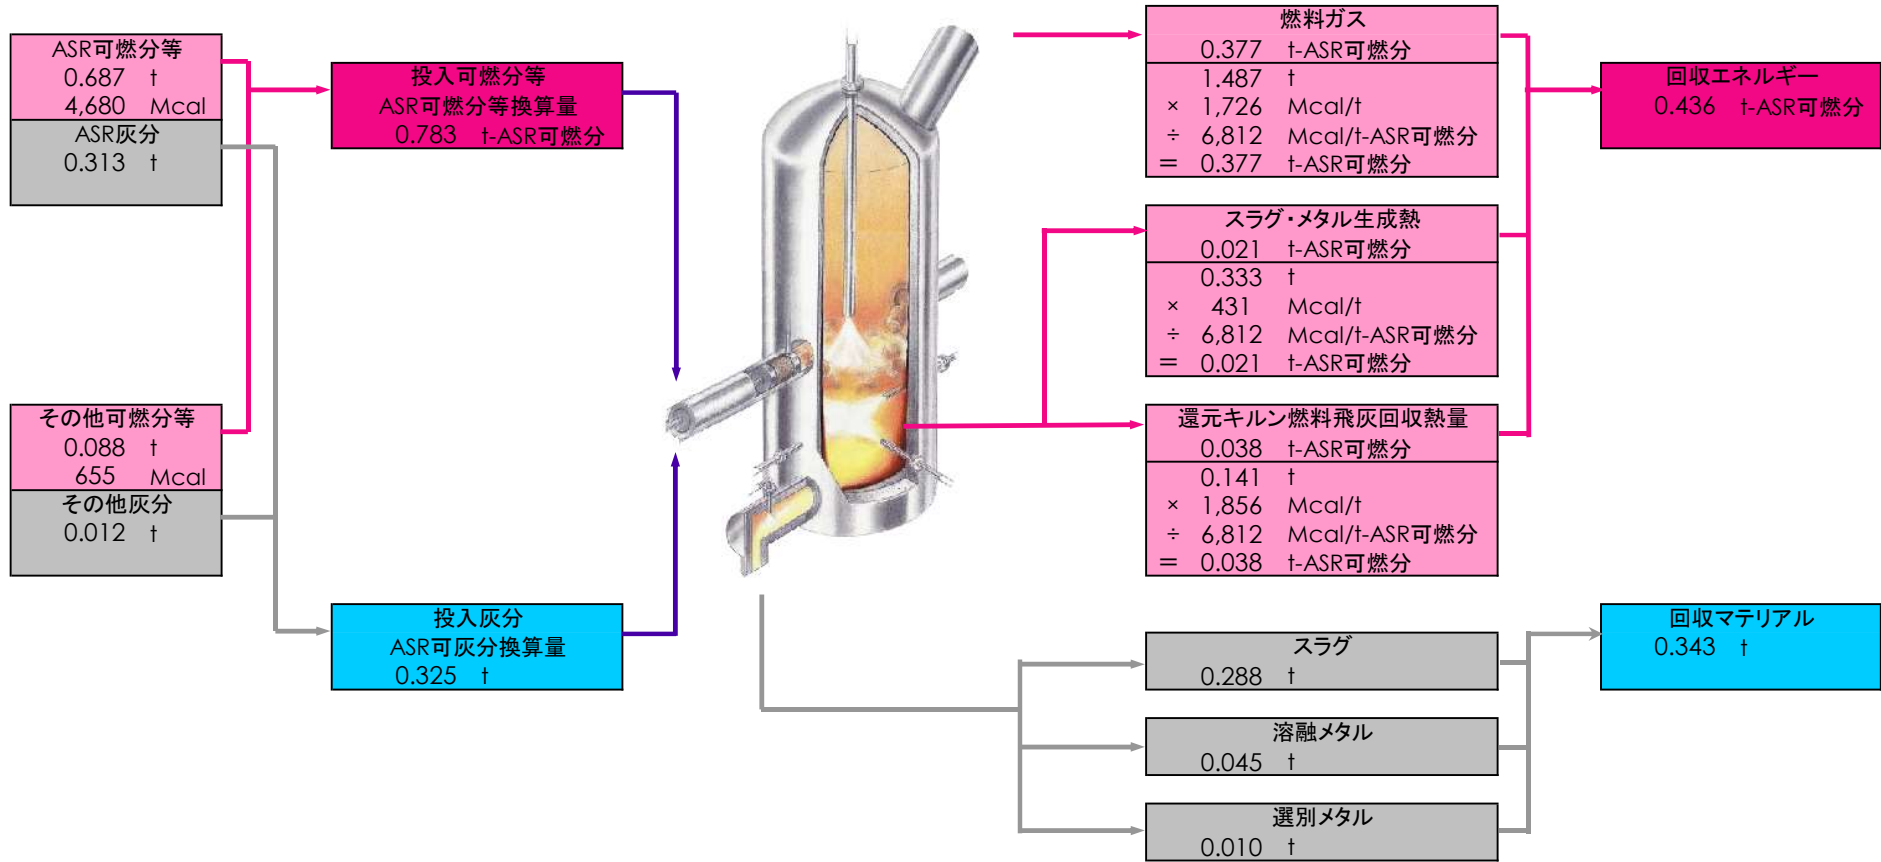 ASR可燃分等
0.687 t
4,680 Mcal
ASR灰分
0.313 t
その他可燃分等
0.088 t
655 Mcal
その他灰分
0.012 t
投入可燃分等
ASR可燃分等換算量
0.783 t-ASR可燃分
投入灰分
ASR可灰分換算量
0.325 t
燃料ガス
0.377 t-ASR可燃分
1.487 t
× 1,726 Mcal/t
÷ 6,812 Mcal/t-ASR可燃分
= 0.377 t-ASR可燃分
スラグ・メタル生成熱
0.021 t-ASR可燃分
0.333 t
× 431 Mcal/t
÷ 6,812 Mcal/t-ASR可燃分
= 0.021 t-ASR可燃分
還元キルン燃料飛灰回収熱量
0.038 t-ASR可燃分
0.141 t
× 1,856 Mcal/t
÷ 6,812 Mcal/t-ASR可燃分
= 0.038 t-ASR可燃分
スラグ
0.288 t
溶融メタル
0.045 t
選別メタル
0.010 t
回収エネルギー
0.436 t-ASR可燃分
回収マテリアル
0.343 t